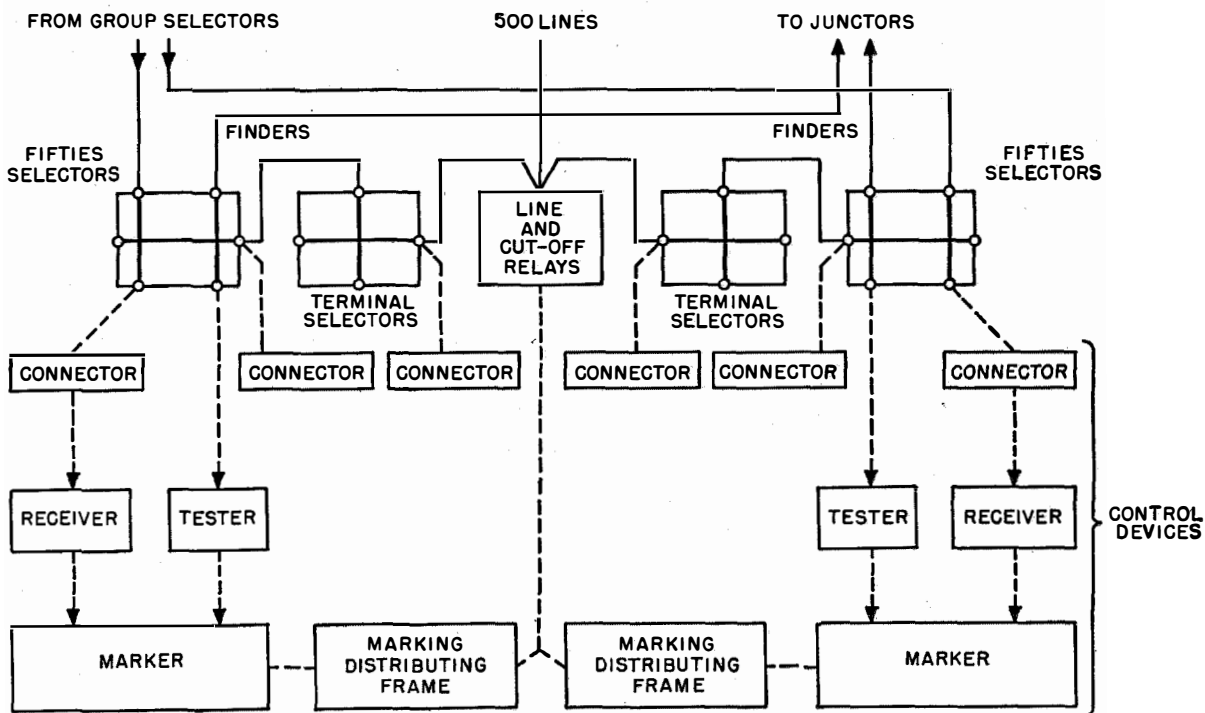 FROM GROUP SELECTORS
500 LINES
TO JUNCTORS
FINDERS
FINDERS
FIFTIES
SELECTORS
FIFTIES
SELECTORS
LINE
AND
CUT-OFF
RELAYS
TERMINAL
SELECTORS
TERMINAL
SELECTORS
CONNECTOR
CONNECTOR
CONNECTOR
CONNECTOR
CONNECTOR
CONNECTOR
RECEIVER
TESTER
TESTER
RECEIVER
CONTROL
DEVICES
MARKER
MARKING
DISTRIBUTING
FRAME
MARKING
DISTRIBUTING
FRAME
MARKER